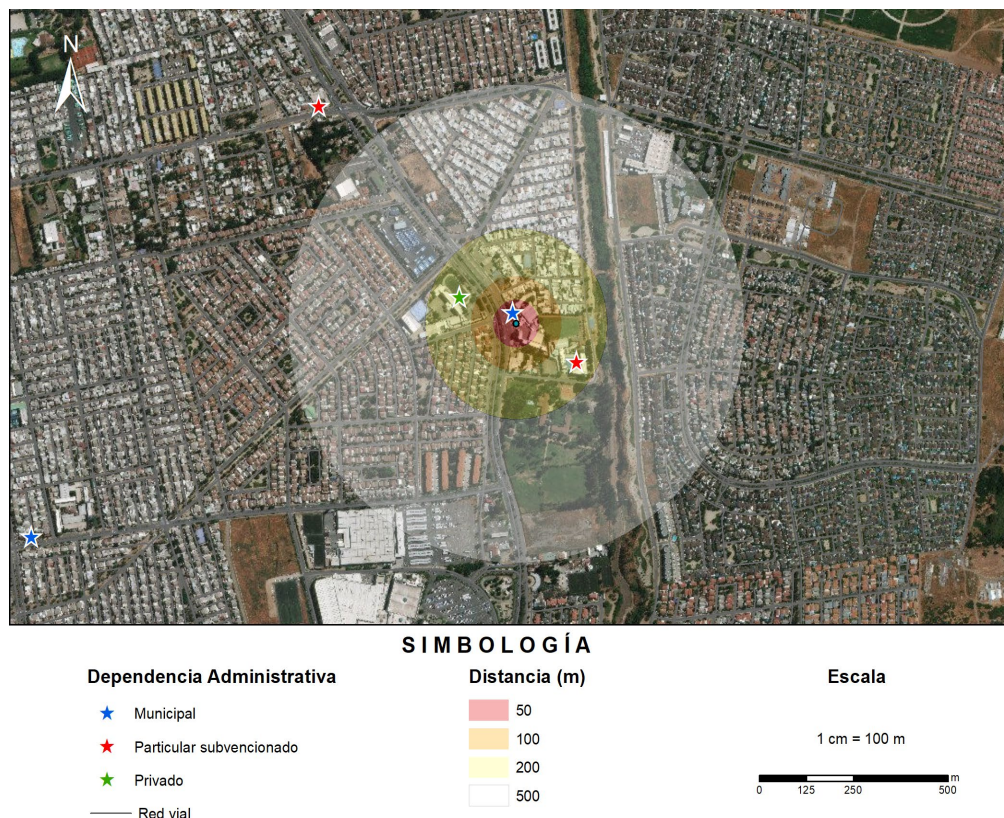 N
SIMBOLOGÍA
Dependencia Administrativa
Municipal
Particular subvencionado
Privado
Red vial
Distancia (m)
50
100
200
500
Escala
1 cm = 100 m
m
0 125 250 500